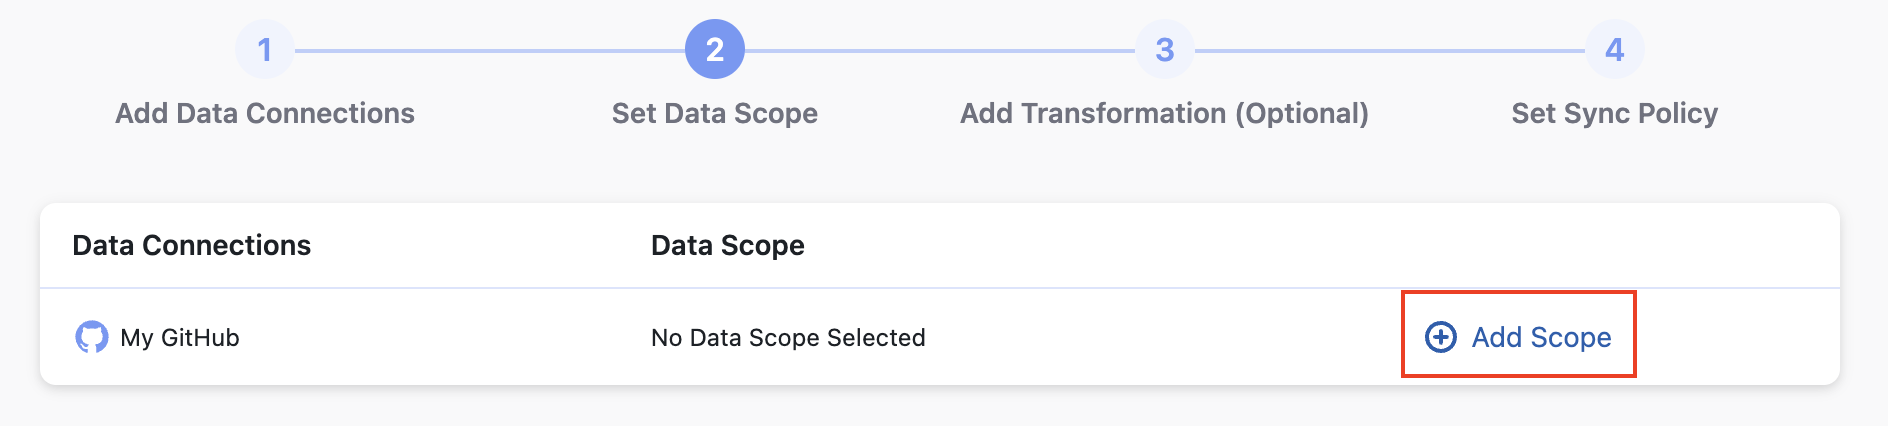 1
2
3
4
Add Data Connections
Set Data Scope
Add Transformation (Optional)
Set Sync Policy
Data Connections
Data Scope
My GitHub
No Data Scope Selected
Add Scope